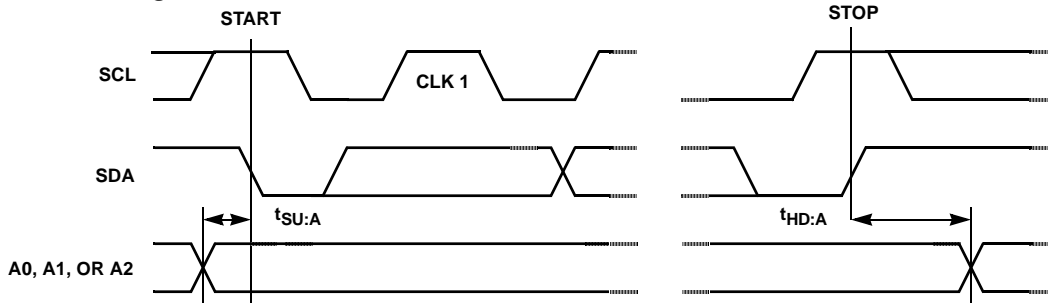 START
STOP
SCL
CLK 1
SDA
tSU:A
tHD:A
A0, A1, OR A2